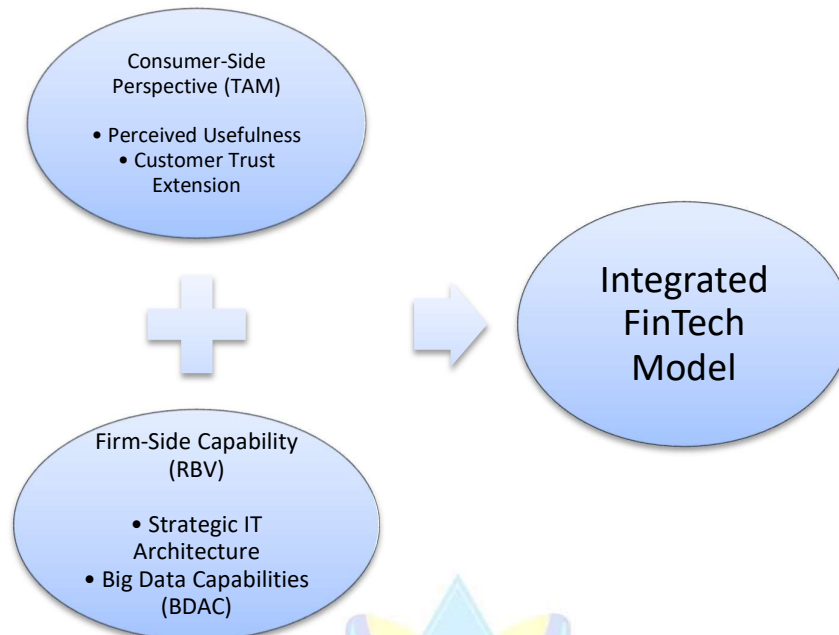 Consumer-Side
Perspective (TAM)
• Perceived Usefulness
• Customer Trust
Extension
Integrated
FinTech
Model
Firm-Side Capability
(RBV)
• Strategic IT
Architecture
• Big Data Capabilities
(BDAC)